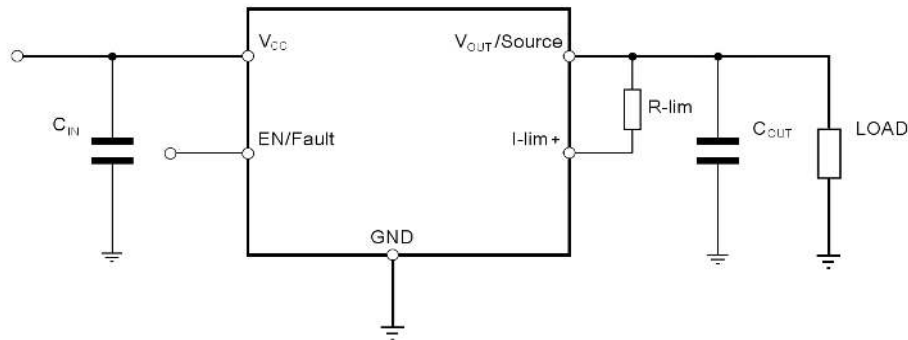 V_CC
V_OUT/Source
C_IN
EN/Fault
R-lim
I-lim+
C_OUT
LOAD
GND